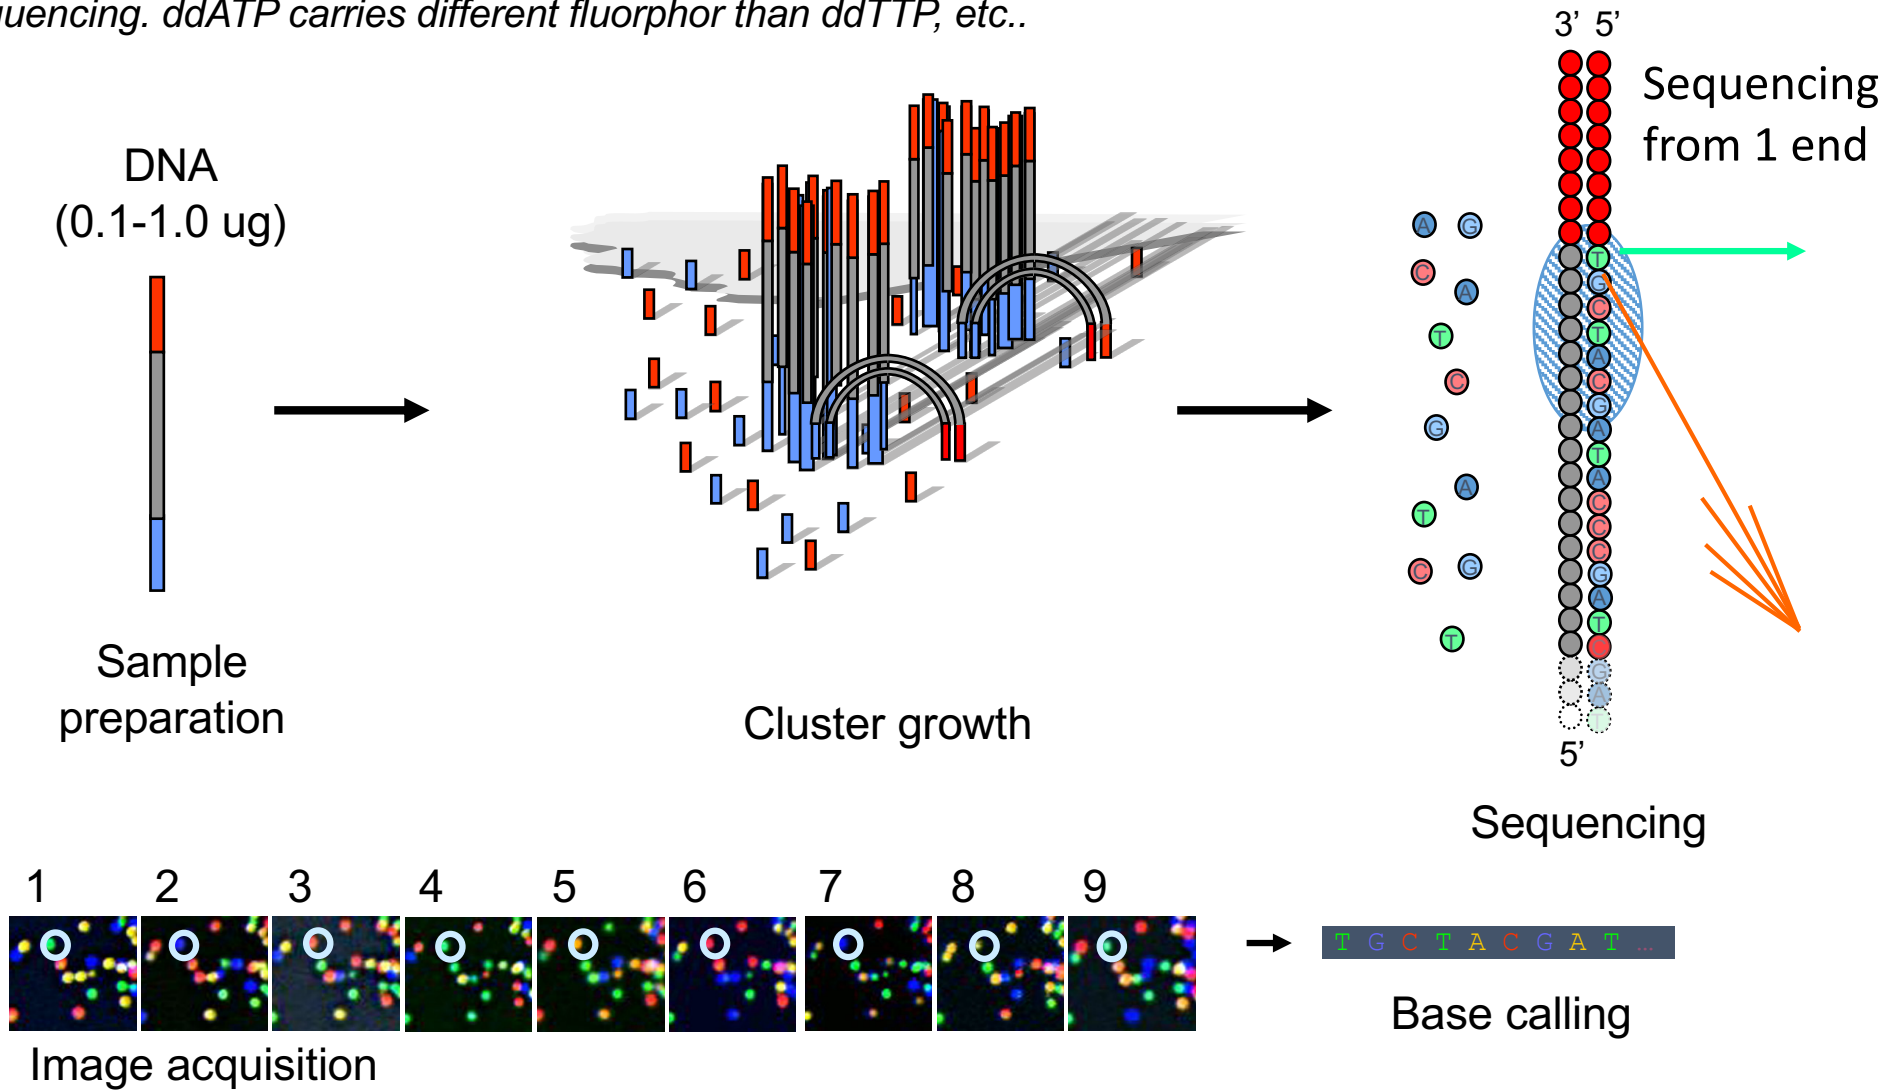 uencing. ddATP carries different fluorphor than ddTTP, etc..
3’ 5’
Sequencing
from 1 end
DNA
(0.1-1.0 ug)
A G
C
A
T
C
G
A
T
C G
T
T
G
C
T
A
C
G
A
T
A
C
C
C
G
A
T
G
A
T
5’
Sample
preparation
Cluster growth
Sequencing
1 2 3 4 5 6 7 8 9
T G C T A C G A T ...
Base calling
Image acquisition